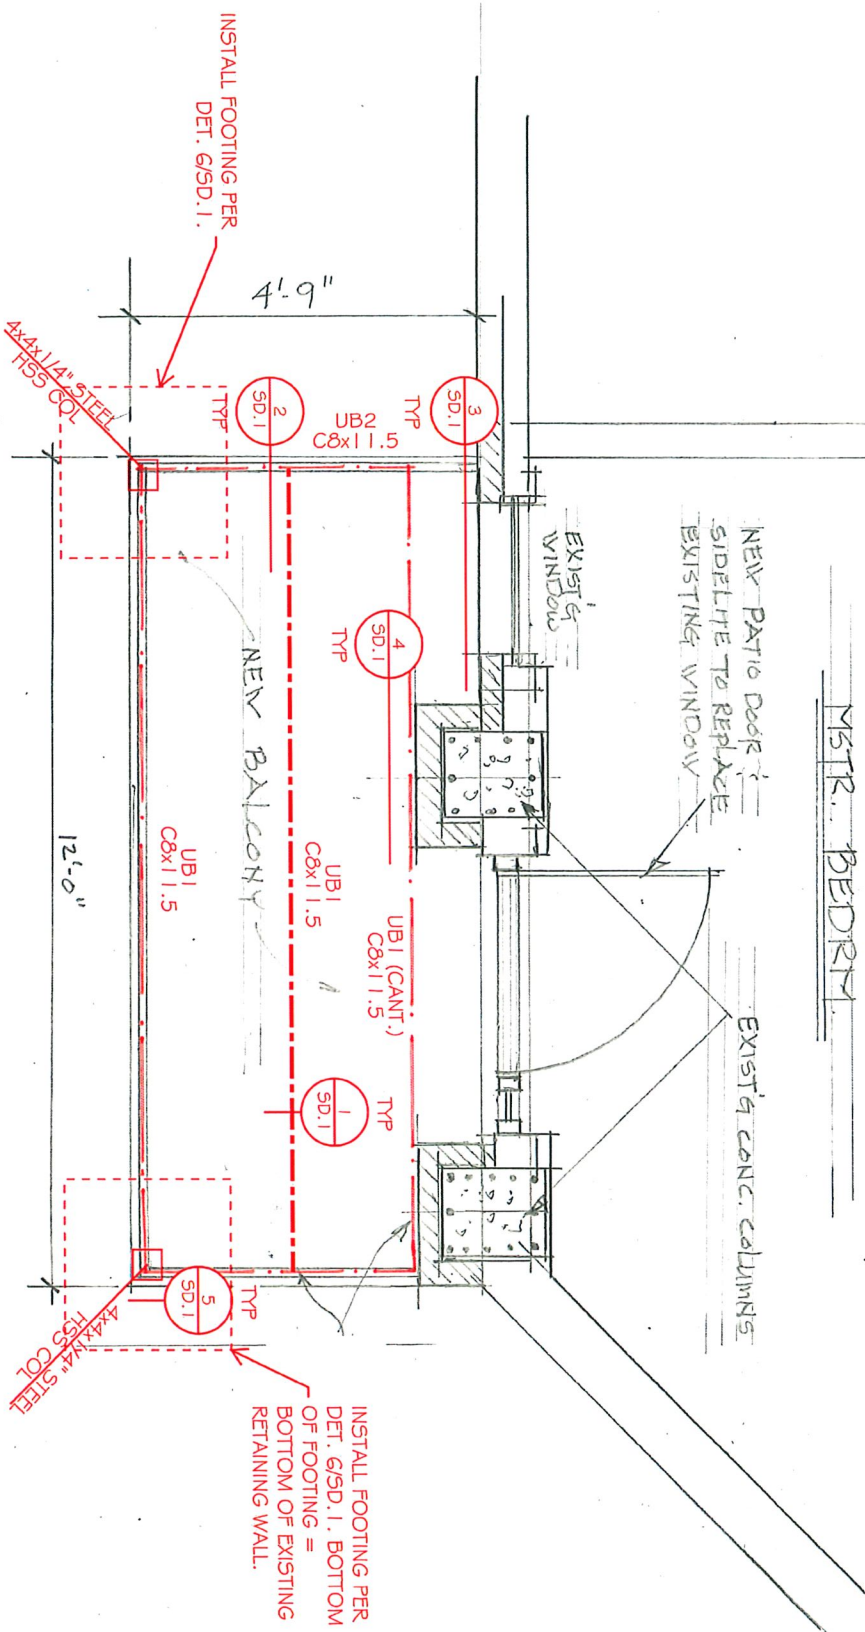 MSTR. BEDRM
NEW PATIO DOOR &
SIDELITE TO REPLACE
EXISTING WINDOW
EXIST'G CONC. COLUMNS
EXIST'G
WINDOW
INSTALL FOOTING PER
DET. 6/SD.1.
4'-9"
3
SD.1
TYP
UB2
C8x11.5
2
SD.1
TYP
4
SD.1
TYP
UB1 (CANT.)
C8x11.5
UB1
C8x11.5
TYP
1
SD.1
NEW BALCONY
UB1
C8x11.5
4x4x1/4" STEEL
HSS COL
12'-0"
TYP
5
SD.1
4x4x1/4" STEEL
HSS COL
INSTALL FOOTING PER
DET. 6/SD.1. BOTTOM
OF FOOTING =
BOTTOM OF EXISTING
RETAINING WALL.